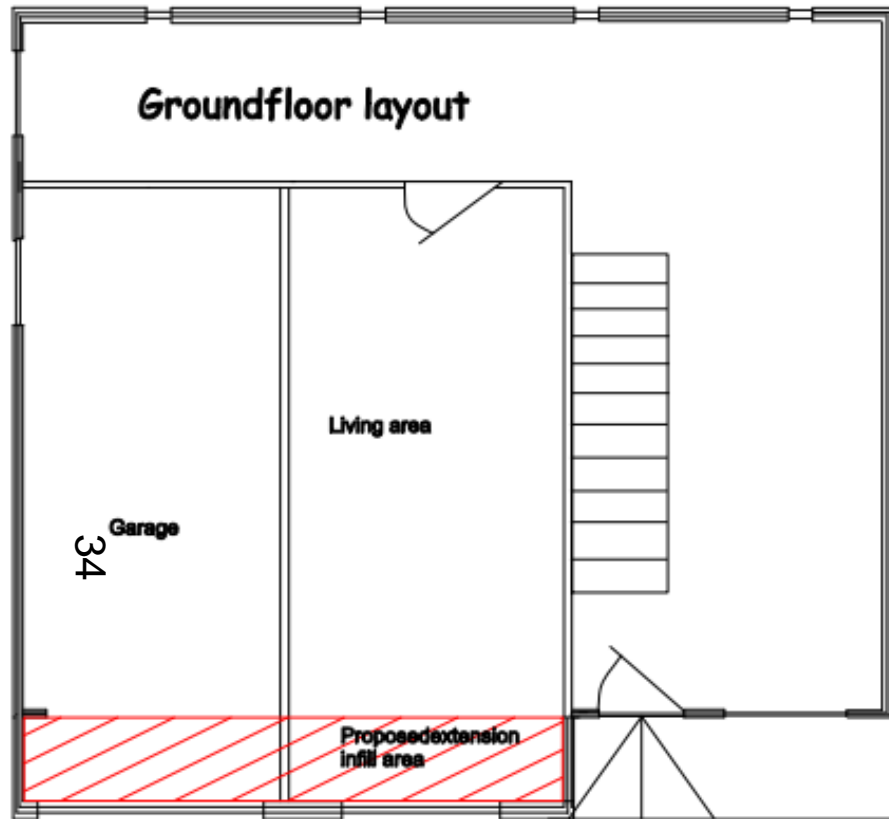 Groundfloor layout
Living area
Garage
34
Proposedextension
infill area